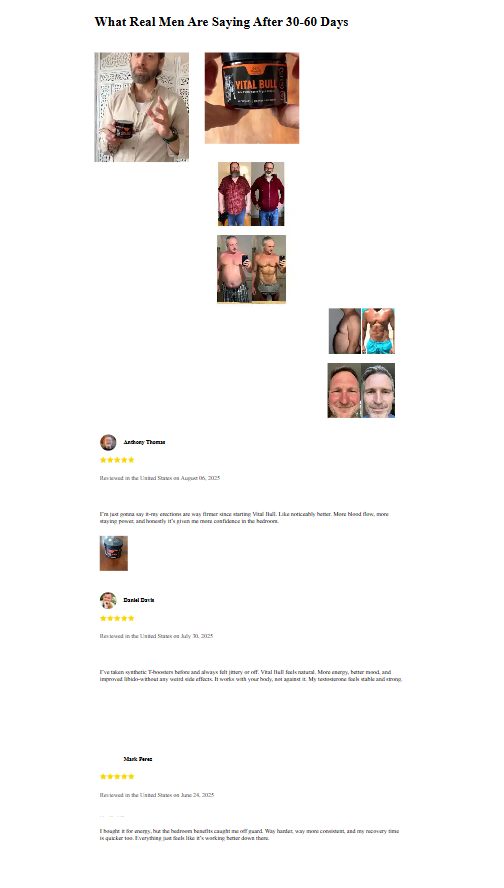 What Real Men Are Saying After 30-60 Days
VITAL BULL
Anthony Thomas
Reviewed in the United States on August 06, 2025
I'm just gonna say it-my erections are way firmer since starting Vital Bull. Like noticeably better. More blood flow, more
staying power, and honestly it's given me more confidence in the bedroom.
Daniel Davis
Reviewed in the United States on July 30, 2025
I've taken synthetic T-boosters before and always felt jittery or off. Vital Bull feels natural. More energy, better mood, and
improved libido-without any weird side effects. It works with your body, not against it. My testosterone feels stable and strong.
Mark Perez
Reviewed in the United States on June 24, 2025
I bought it for energy, but the bedroom benefits caught me off guard. Way harder, way more consistent, and my recovery time
is quicker too. Everything just feels like it's working better down there.